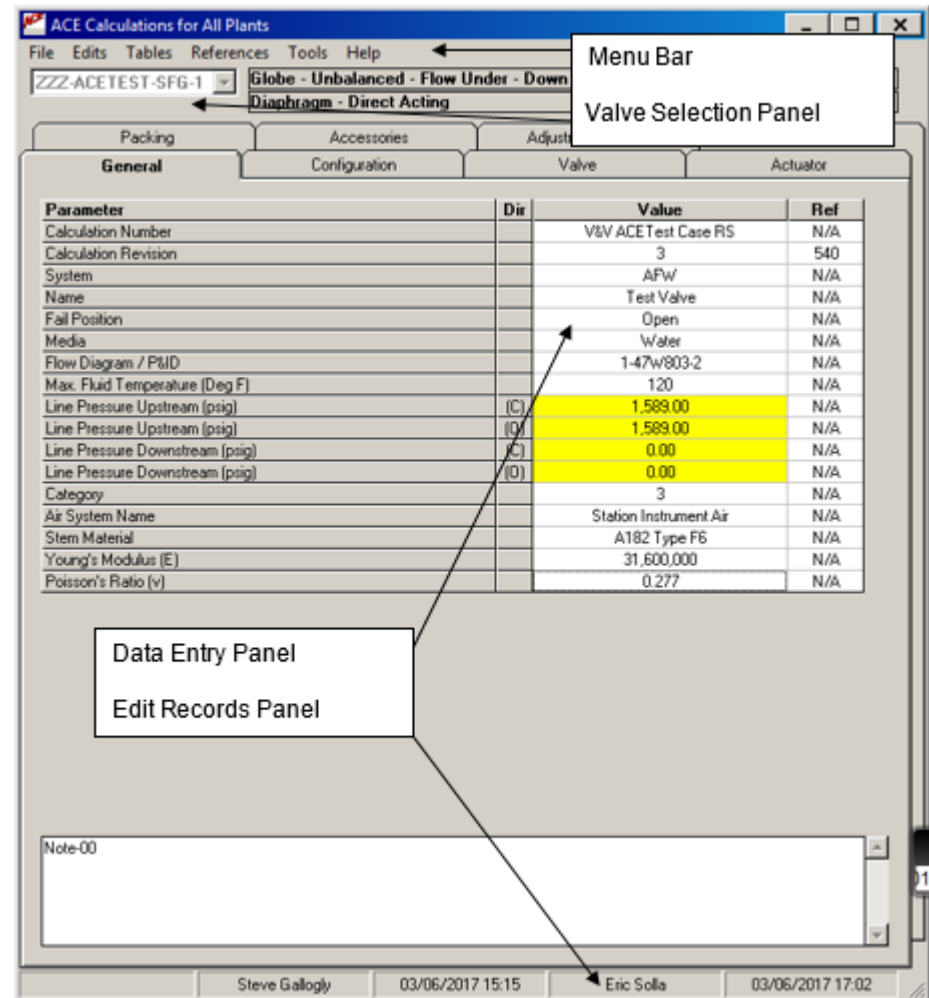 ACE Calculations for All Plants
File Edits Tables References Tools Help
Menu Bar
ZZZ-ACETEST-SFG-1
Globe - Unbalanced - Flow Under - Down
Diaphragm - Direct Acting
Valve Selection Panel
Packing Accessories
General Configuration Valve Actuator
Parameter Dir Value Ref
Calculation Number V&V ACETest Case RS N/A
Calculation Revision 3 540
System AFW N/A
Name Test Valve N/A
Fail Position Open N/A
Media Water N/A
Flow Diagram / P&ID 1-47W803-2 N/A
Max. Fluid Temperature (Deg F) 120 N/A
Line Pressure Upstream (psig) (C) 1,589.00 N/A
Line Pressure Upstream (psig) (O) 1,589.00 N/A
Line Pressure Downstream (psig) (C) 0.00 N/A
Line Pressure Downstream (psig) (O) 0.00 N/A
Category 3 N/A
Air System Name Station Instrument Air N/A
Stem Material A182 Type F6 N/A
Young's Modulus (E) 31,600,000 N/A
Poisson's Ratio (v) 0.277 N/A
Data Entry Panel
Edit Records Panel
Note-00
Steve Gallogly 03/06/2017 15:15 Eric Solla 03/06/2017 17:02